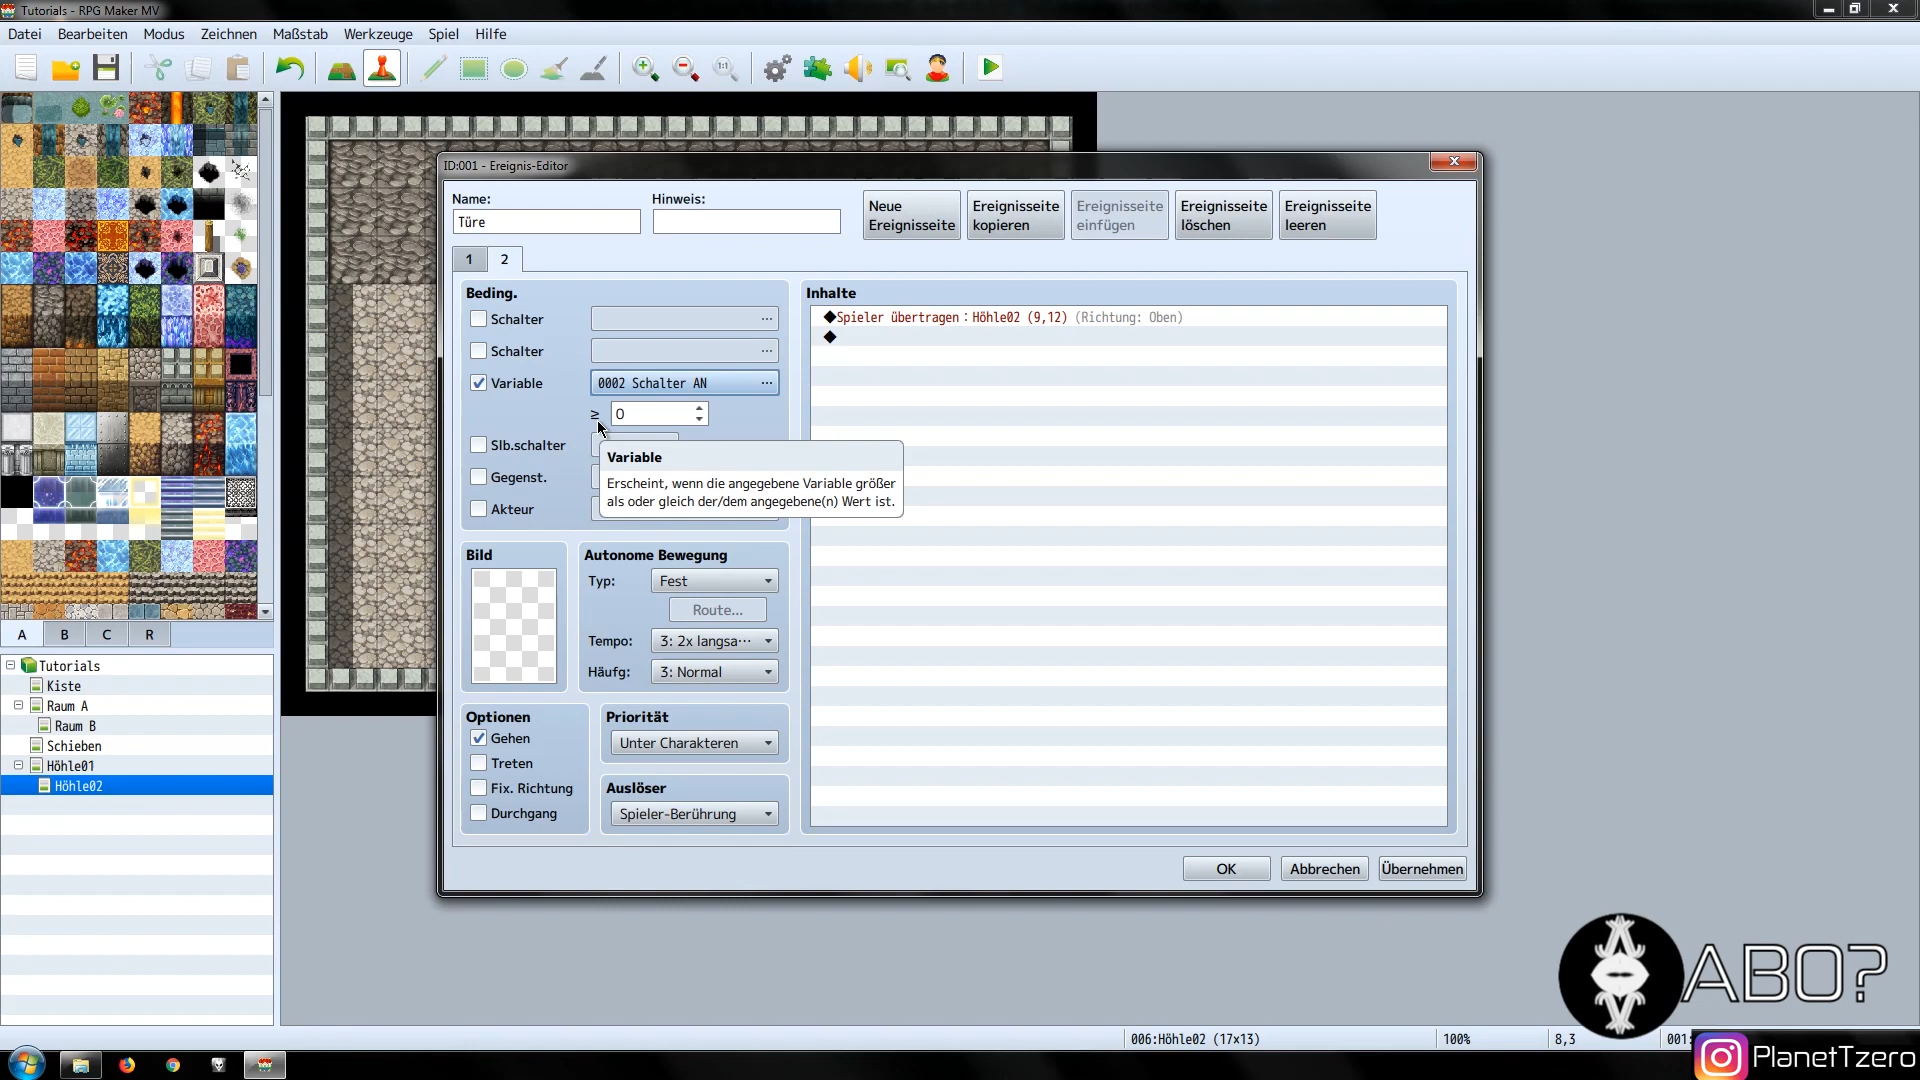 Tutorials - RPG Maker MV
Datei Bearbeiten Modus Zeichnen Maßstab Werkzeuge Spiel Hilfe
1:1
ID:001 - Ereignis-Editor
Name: Hinweis:
Türe
Neue Ereignisseite
Ereignisseite kopieren
Ereignisseite einfügen
Ereignisseite löschen
Ereignisseite leeren
1 2
Beding.
Schalter ...
Schalter ...
Variable 0002 Schalter AN ...
≥ 0
Slb.schalter
Gegenst.
Akteur
Variable
Erscheint, wenn die angegebene Variable größer
als oder gleich der/dem angegebene(n) Wert ist.
Bild
Autonome Bewegung
Typ: Fest
Route...
Tempo: 3: 2x langsa...
Häufg: 3: Normal
Optionen
Gehen
Treten
Fix. Richtung
Durchgang
Priorität
Unter Charakteren
Auslöser
Spieler-Berührung
Inhalte
◆Spieler übertragen：Höhle02 (9,12) (Richtung: Oben)
◆
OK Abbrechen Übernehmen
A B C R
Tutorials
Kiste
Raum A
Raum B
Schieben
Höhle01
Höhle02
ABO?
006:Höhle02 (17x13) 100% 8,3 001:
PlanetTzero